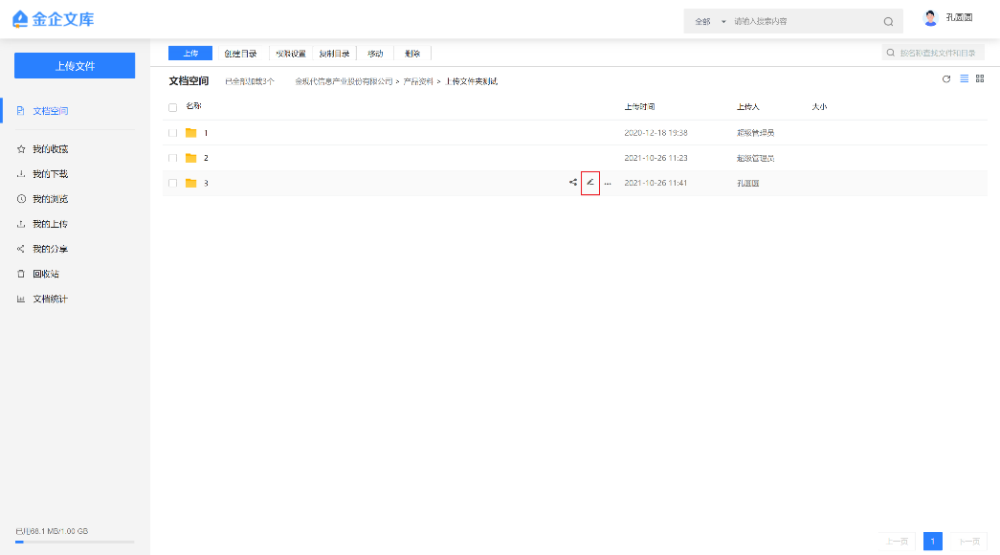 金企文库
全部 请输入搜索内容
孔圆圆
上传文件
上传 创建目录 权限设置 复制目录 移动 删除
按名称查找文件和目录
文档空间 已全部加载3个 金现代信息产业股份有限公司 > 产品资料 > 上传文件夹测试
名称 上传时间 上传人 大小
1 2020-12-18 19:38 超级管理员
2 2021-10-26 11:23 超级管理员
3 2021-10-26 11:41 孔圆圆
文档空间
我的收藏
我的下载
我的浏览
我的上传
我的分享
回收站
文档统计
已用68.1 MB/1.00 GB
上一页 1 下一页